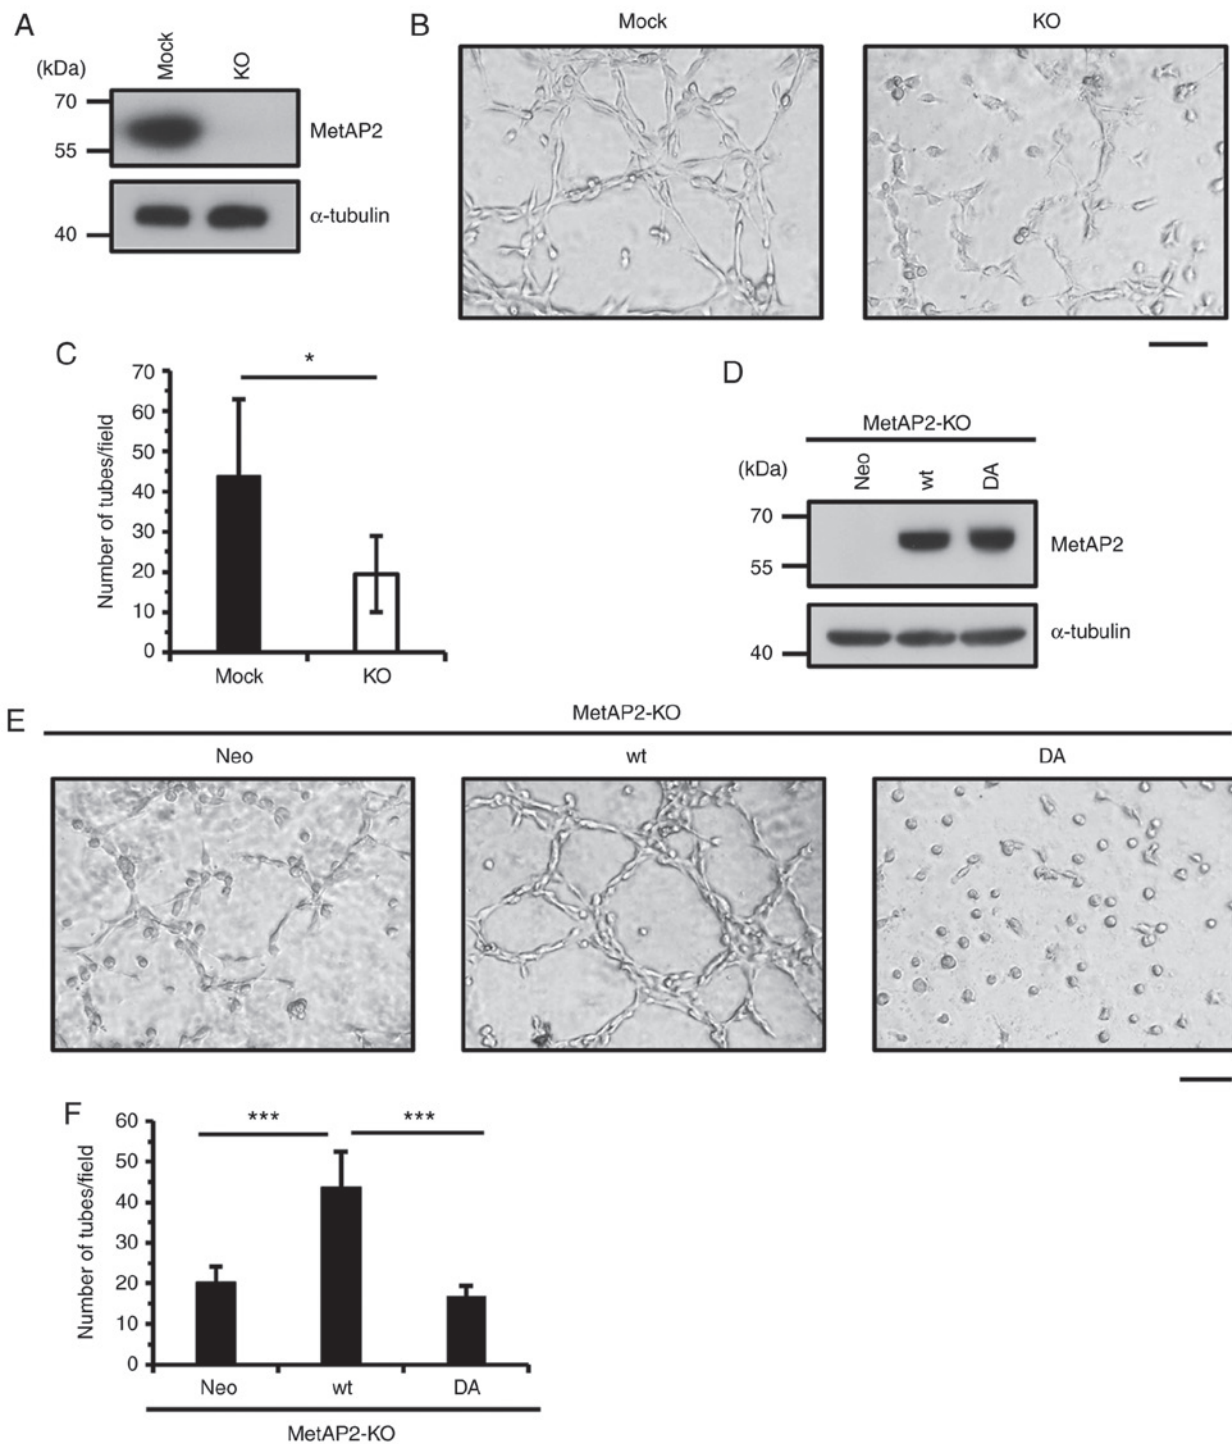 A
Mock
KO
(kDa)
70
55
MetAP2
40
α-tubulin
B
Mock
KO
C
*
Number of tubes/field
70
60
50
40
30
20
10
0
Mock
KO
D
MetAP2-KO
(kDa)
Neo
wt
DA
70
55
MetAP2
40
α-tubulin
E
MetAP2-KO
Neo
wt
DA
F
***
***
Number of tubes/field
60
50
40
30
20
10
0
Neo
wt
DA
MetAP2-KO